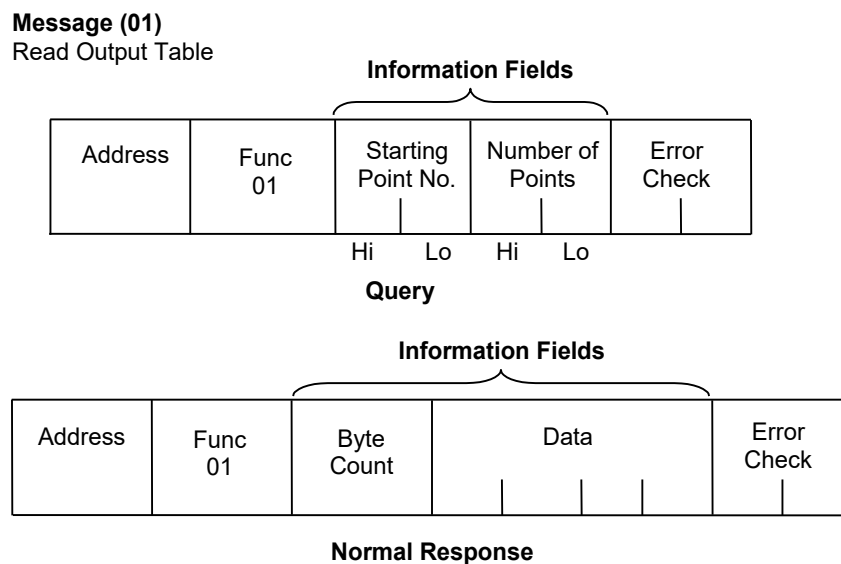 Message (01)
Read Output Table
Information Fields
Address
Func
01
Starting
Point No.
Number of
Points
Error
Check
Hi
Lo
Hi
Lo
Query
Information Fields
Address
Func
01
Byte
Count
Data
Error
Check
Normal Response